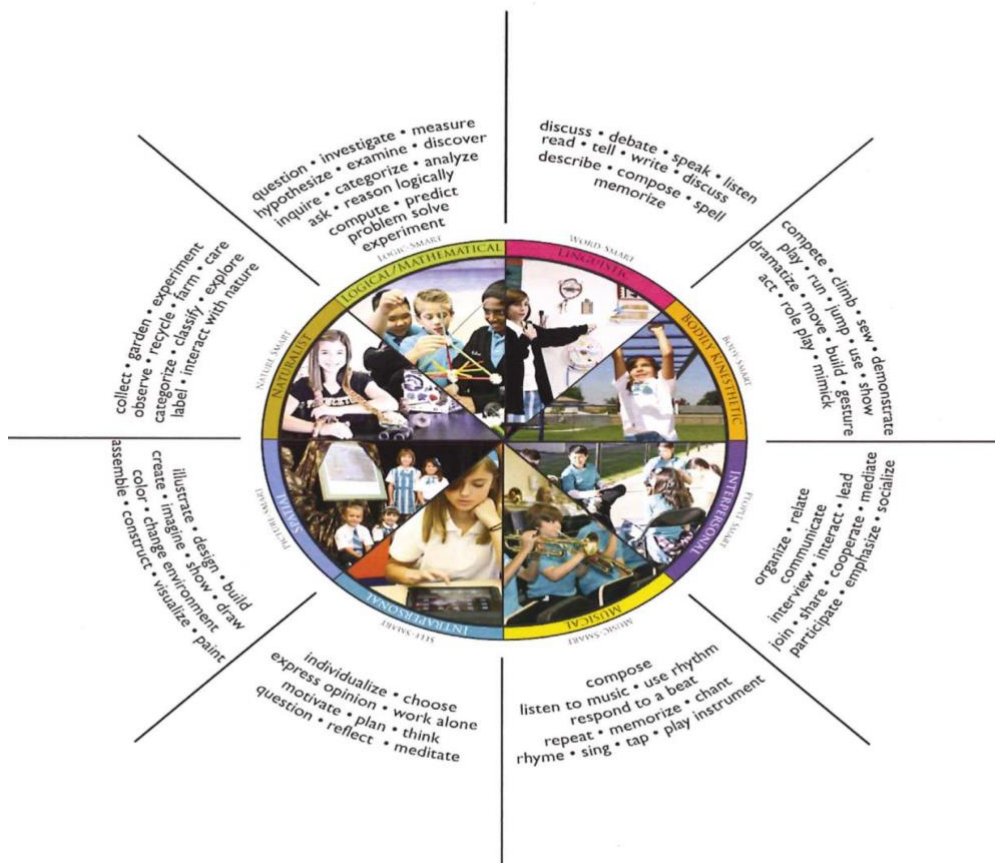 question • investigate • measure
hypothesize • examine • discover
inquire • categorize • analyze
ask • reason logically
compute • predict
problem solve
experiment
LOGIC-SMART
LOGICAL/MATHEMATICAL
discuss • debate • speak • listen
read • tell • write • discuss
describe • compose • spell
memorize
WORD-SMART
LINGUISTIC
compete • climb • sew • demonstrate
play • run • jump • use • show
dramatize • move • build • gesture
act • role play • mimick
BODY-SMART
BODILY KINESTHETIC
organize • relate
communicate
interview • interact • lead
join • share • cooperate • mediate
participate • emphasize • socialize
PEOPLE SMART
INTERPERSONAL
MUSICAL
MUSIC-SMART
compose
listen to music • use rhythm
respond to a beat
repeat • memorize • chant
rhyme • sing • tap • play instrument
INTRAPERSONAL
SELF-SMART
individualize • choose
express opinion • work alone
motivate • plan • think
question • reflect • meditate
SPATIAL
PICTURE-SMART
illustrate • design • build
create • imagine • show • draw
color • change environment
assemble • construct • visualize • paint
collect • garden • experiment
observe • recycle • farm • care
categorize • classify • explore
label • interact with nature
NATURE SMART
NATURALIST